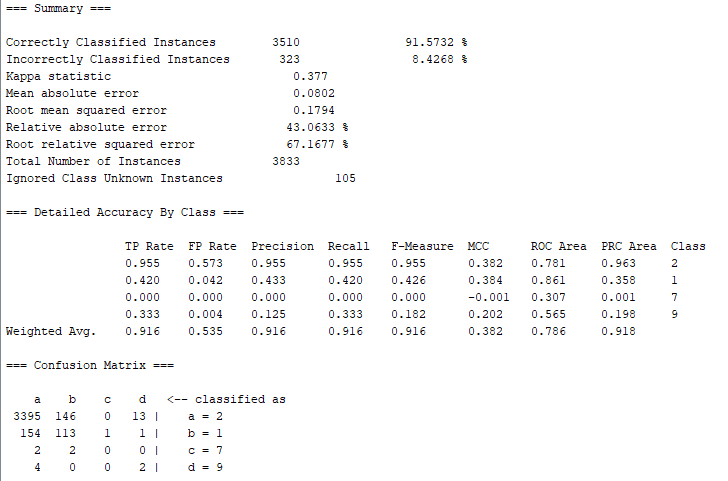 === Summary ===
Correctly Classified Instances 3510 91.5732 %
Incorrectly Classified Instances 323 8.4268 %
Kappa statistic 0.377
Mean absolute error 0.0802
Root mean squared error 0.1794
Relative absolute error 43.0633 %
Root relative squared error 67.1677 %
Total Number of Instances 3833
Ignored Class Unknown Instances 105
=== Detailed Accuracy By Class ===
TP Rate FP Rate Precision Recall F-Measure MCC ROC Area PRC Area Class
0.955 0.573 0.955 0.955 0.955 0.382 0.781 0.963 2
0.420 0.042 0.433 0.420 0.426 0.384 0.861 0.358 1
0.000 0.000 0.000 0.000 0.000 -0.001 0.307 0.001 7
0.333 0.004 0.125 0.333 0.182 0.202 0.565 0.198 9
Weighted Avg. 0.916 0.535 0.916 0.916 0.916 0.382 0.786 0.918
=== Confusion Matrix ===
a b c d <-- classified as
3395 146 0 13 | a = 2
154 113 1 1 | b = 1
2 2 0 0 | c = 7
4 0 0 2 | d = 9